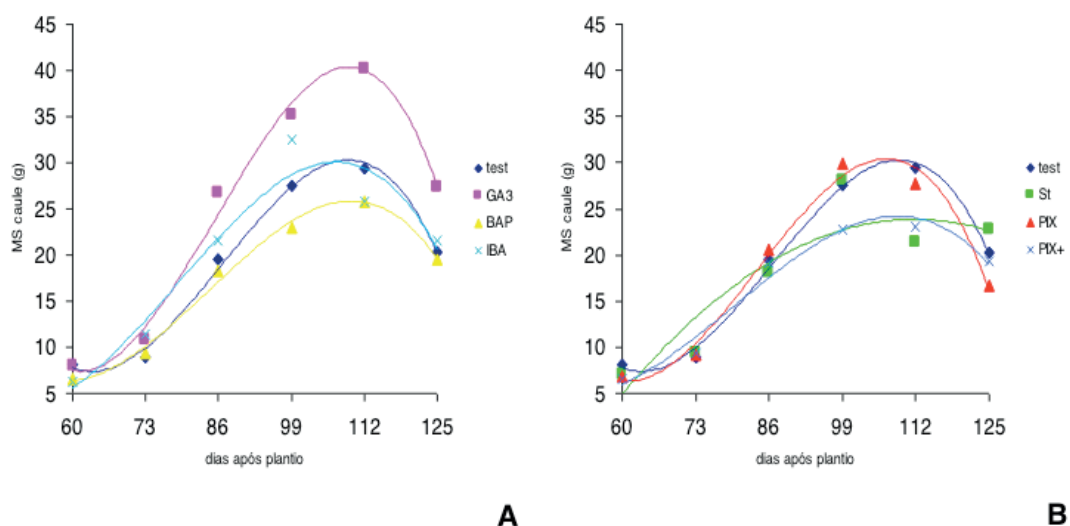 45
40
35
30
25
20
15
10
5
MS caule (g)
60 73 86 99 112 125
dias após plantio
test
GA3
BAP
IBA
A
45
40
35
30
25
20
15
10
5
MS caule (g)
60 73 86 99 112 125
dias após plantio
test
St
PIX
PIX+
B